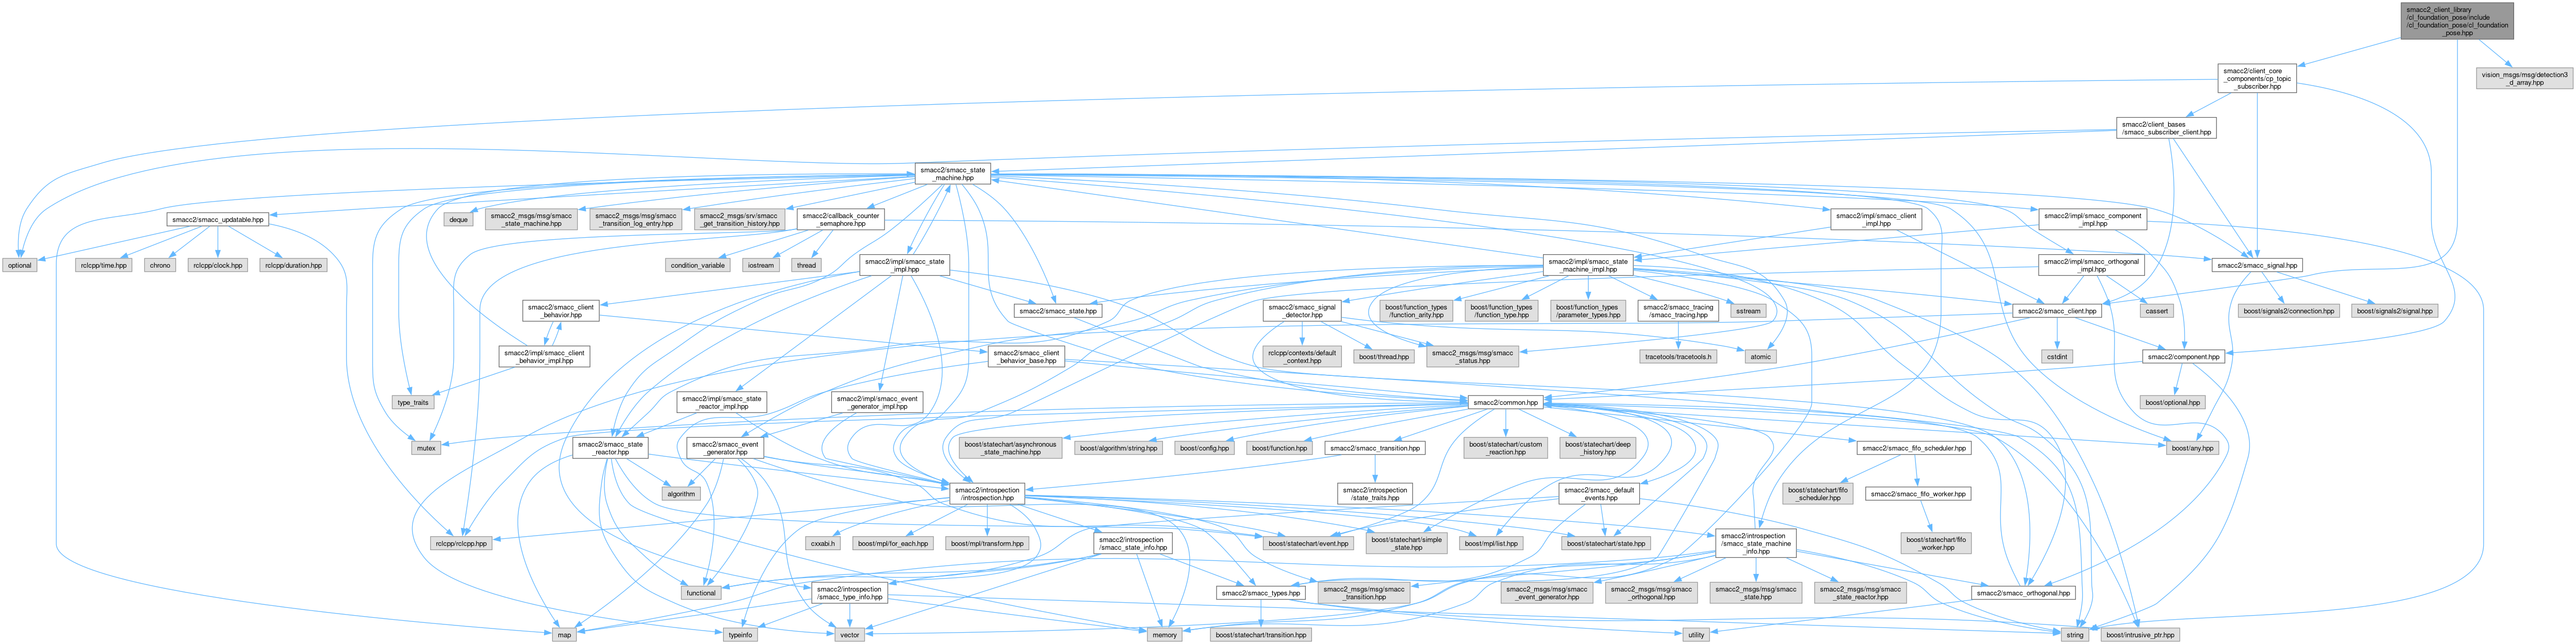 smacc2_client_library
/cl_foundation_pose/include
/cl_foundation_pose/cl_foundation
_pose.hpp
smacc2/client_core
_components/cp_topic
_subscriber.hpp
vision_msgs/msg/detection3
_d_array.hpp
smacc2/client_bases
/smacc_subscriber_client.hpp
smacc2/smacc_state
_machine.hpp
smacc2/smacc_updatable.hpp
deque
smacc2_msgs/msg/smacc
_state_machine.hpp
smacc2_msgs/msg/smacc
_transition_log_entry.hpp
smacc2_msgs/srv/smacc
_get_transition_history.hpp
smacc2/callback_counter
_semaphore.hpp
smacc2/impl/smacc_client
_impl.hpp
smacc2/impl/smacc_component
_impl.hpp
optional
rclcpp/time.hpp
chrono
rclcpp/clock.hpp
rclcpp/duration.hpp
condition_variable
iostream
thread
smacc2/impl/smacc_state
_impl.hpp
smacc2/impl/smacc_state
_machine_impl.hpp
smacc2/impl/smacc_orthogonal
_impl.hpp
smacc2/smacc_signal.hpp
smacc2/smacc_client
_behavior.hpp
smacc2/smacc_state.hpp
smacc2/smacc_signal
_detector.hpp
boost/function_types
/function_arity.hpp
boost/function_types
/function_type.hpp
boost/function_types
/parameter_types.hpp
smacc2/smacc_tracing
/smacc_tracing.hpp
sstream
smacc2/smacc_client.hpp
cassert
boost/signals2/connection.hpp
boost/signals2/signal.hpp
smacc2/impl/smacc_client
_behavior_impl.hpp
smacc2/smacc_client
_behavior_base.hpp
rclcpp/contexts/default
_context.hpp
boost/thread.hpp
smacc2_msgs/msg/smacc
_status.hpp
tracetools/tracetools.h
atomic
cstdint
smacc2/component.hpp
type_traits
smacc2/impl/smacc_state
_reactor_impl.hpp
smacc2/impl/smacc_event
_generator_impl.hpp
smacc2/common.hpp
boost/optional.hpp
mutex
smacc2/smacc_state
_reactor.hpp
smacc2/smacc_event
_generator.hpp
boost/statechart/asynchronous
_state_machine.hpp
boost/algorithm/string.hpp
boost/config.hpp
boost/function.hpp
smacc2/smacc_transition.hpp
boost/statechart/custom
_reaction.hpp
boost/statechart/deep
_history.hpp
smacc2/smacc_fifo_scheduler.hpp
boost/any.hpp
algorithm
smacc2/introspection
/introspection.hpp
smacc2/introspection
/state_traits.hpp
smacc2/smacc_default
_events.hpp
boost/statechart/fifo
_scheduler.hpp
smacc2/smacc_fifo_worker.hpp
rclcpp/rclcpp.hpp
cxxabi.h
boost/mpl/for_each.hpp
boost/mpl/transform.hpp
smacc2/introspection
/smacc_state_info.hpp
boost/statechart/event.hpp
boost/statechart/simple
_state.hpp
boost/mpl/list.hpp
boost/statechart/state.hpp
smacc2/introspection
/smacc_state_machine
_info.hpp
boost/statechart/fifo
_worker.hpp
functional
smacc2/introspection
/smacc_type_info.hpp
smacc2/smacc_types.hpp
smacc2_msgs/msg/smacc
_transition.hpp
smacc2_msgs/msg/smacc
_event_generator.hpp
smacc2_msgs/msg/smacc
_orthogonal.hpp
smacc2_msgs/msg/smacc
_state.hpp
smacc2_msgs/msg/smacc
_state_reactor.hpp
smacc2/smacc_orthogonal.hpp
map
typeinfo
vector
memory
boost/statechart/transition.hpp
utility
string
boost/intrusive_ptr.hpp